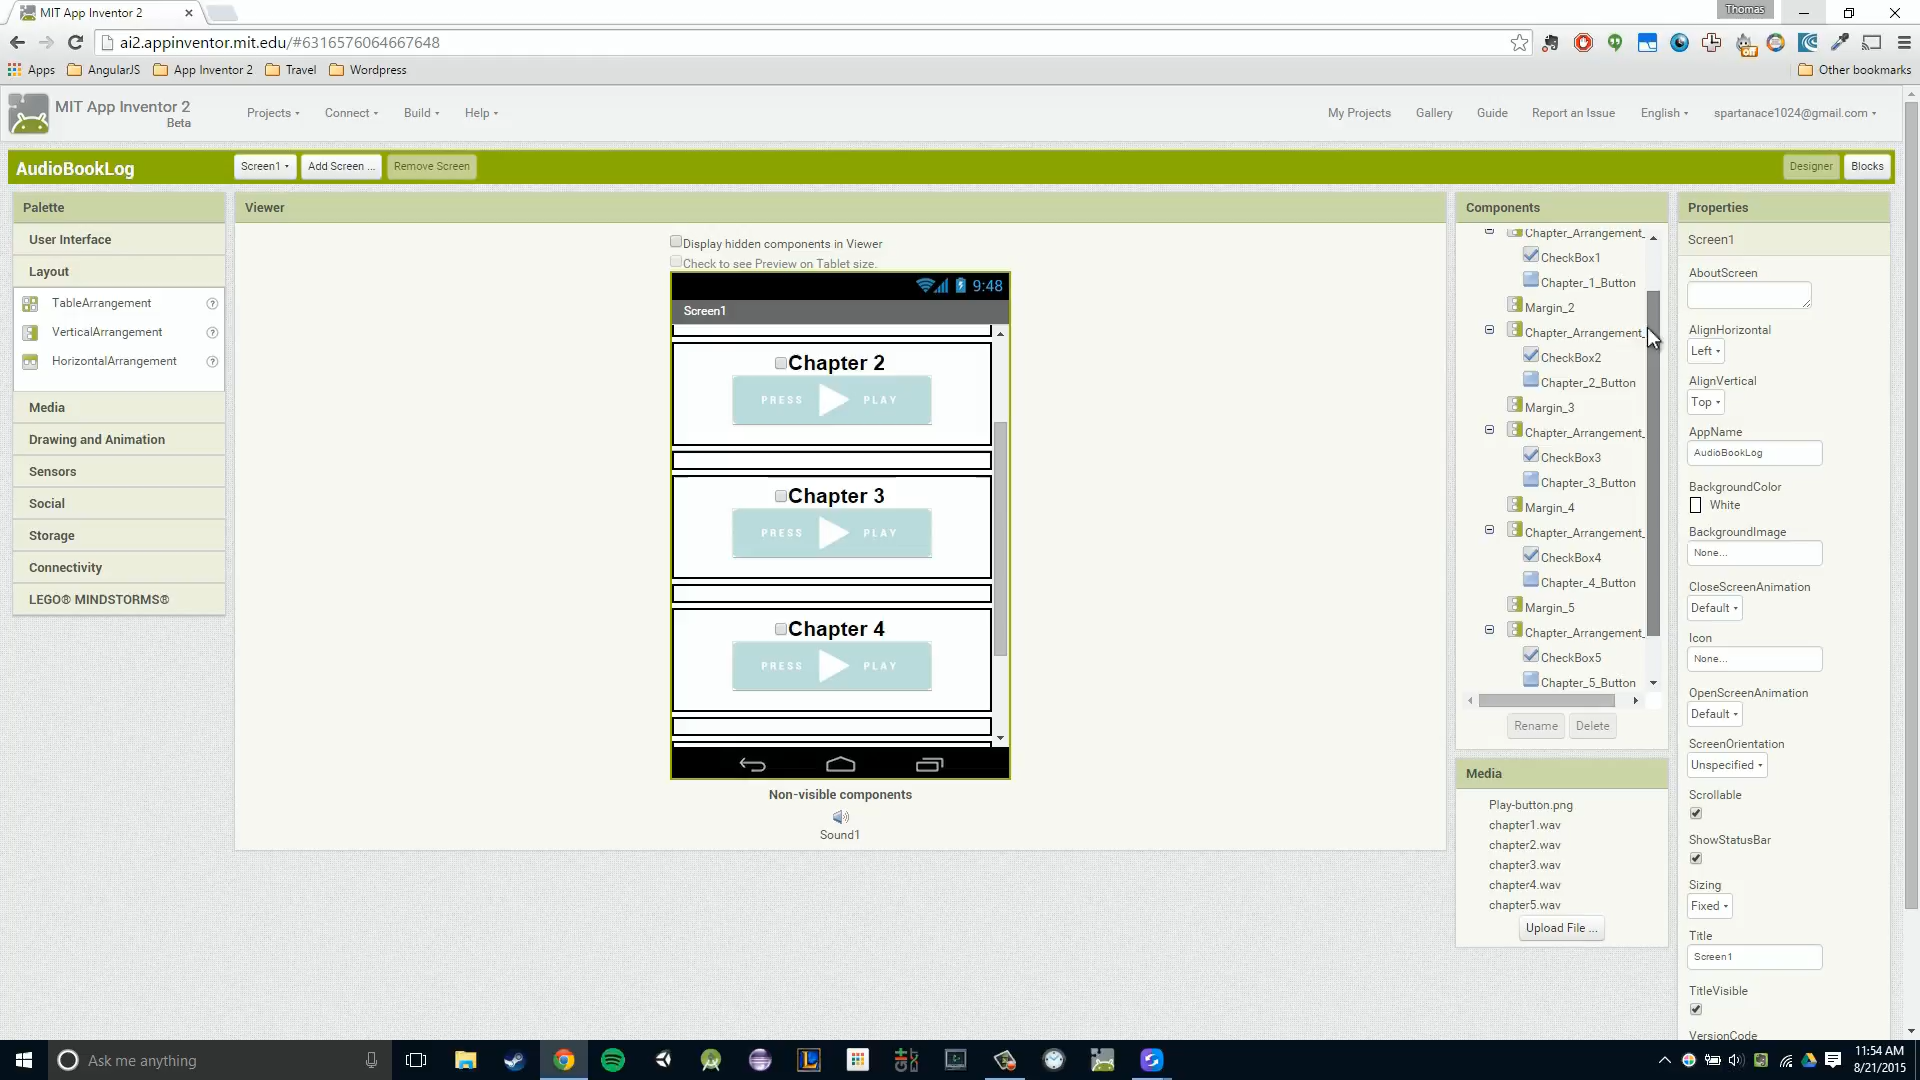 MIT App Inventor 2
Thomas
ai2.appinventor.mit.edu/#6316576064667648
Apps AngularJS App Inventor 2 Travel Wordpress Other bookmarks
MIT App Inventor 2
Beta
Projects Connect Build Help My Projects Gallery Guide Report an Issue English spartanace1024@gmail.com
AudioBookLog Screen1 Add Screen ... Remove Screen Designer Blocks
Palette
User Interface
Layout
TableArrangement
VerticalArrangement
HorizontalArrangement
Media
Drawing and Animation
Sensors
Social
Storage
Connectivity
LEGO® MINDSTORMS®
Viewer
Display hidden components in Viewer
Check to see Preview on Tablet size.
9:48
Screen1
Chapter 2
PRESS PLAY
Chapter 3
PRESS PLAY
Chapter 4
PRESS PLAY
Non-visible components
Sound1
Components
Chapter_Arrangement_
CheckBox1
Chapter_1_Button
Margin_2
Chapter_Arrangement_
CheckBox2
Chapter_2_Button
Margin_3
Chapter_Arrangement_
CheckBox3
Chapter_3_Button
Margin_4
Chapter_Arrangement_
CheckBox4
Chapter_4_Button
Margin_5
Chapter_Arrangement_
CheckBox5
Chapter_5_Button
Rename Delete
Media
Play-button.png
chapter1.wav
chapter2.wav
chapter3.wav
chapter4.wav
chapter5.wav
Upload File ...
Properties
Screen1
AboutScreen
AlignHorizontal
Left
AlignVertical
Top
AppName
AudioBookLog
BackgroundColor
White
BackgroundImage
None...
CloseScreenAnimation
Default
Icon
None...
OpenScreenAnimation
Default
ScreenOrientation
Unspecified
Scrollable
ShowStatusBar
Sizing
Fixed
Title
Screen1
TitleVisible
VersionCode
Ask me anything
11:54 AM
8/21/2015